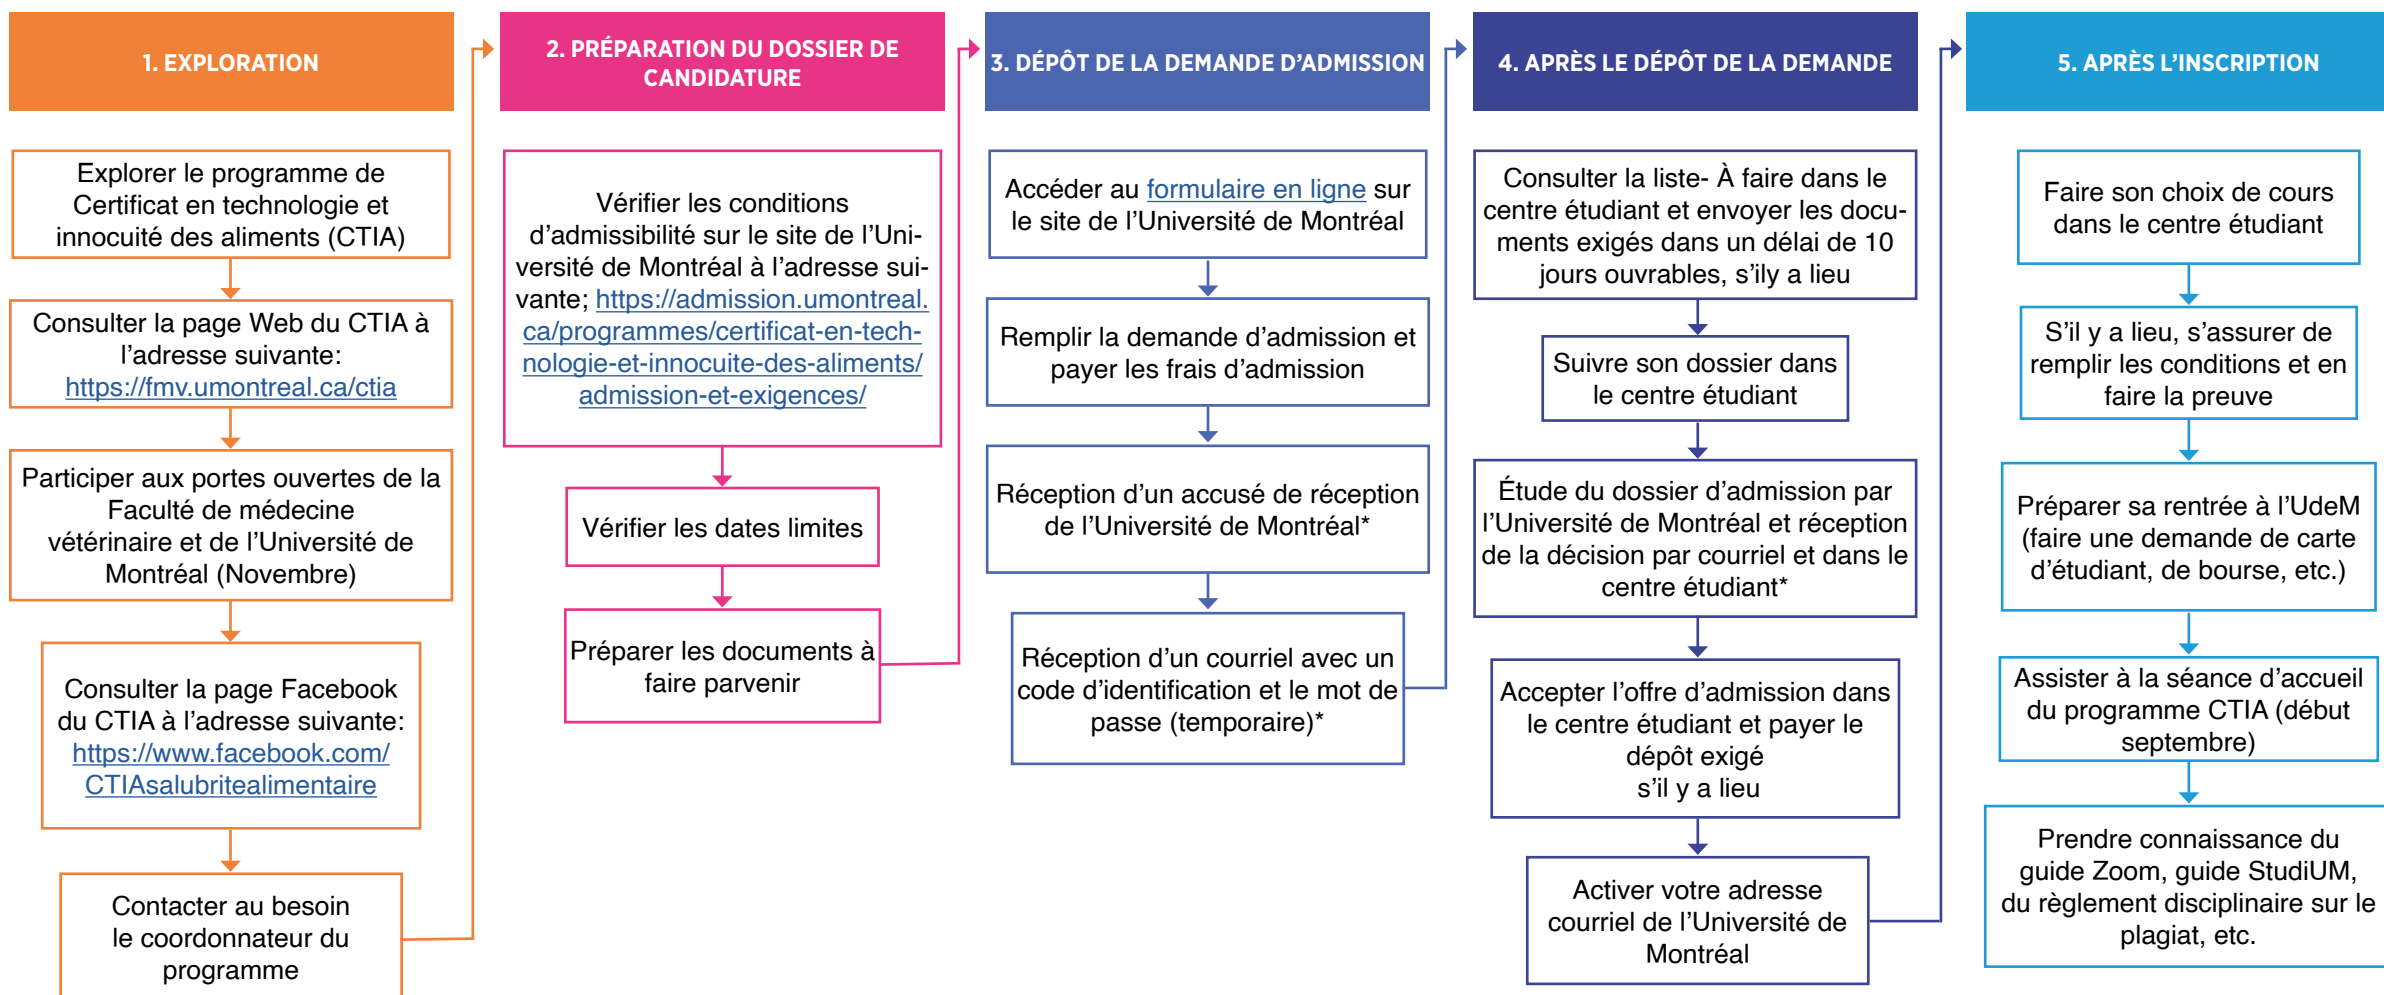 1. EXPLORATION
Explorer le programme de
Certificat en technologie et
innocuité des aliments (CTIA)
Consulter la page Web du CTIA à
l’adresse suivante:
https://fmv.umontreal.ca/ctia
Participer aux portes ouvertes de la
Faculté de médecine
vétérinaire et de l’Université de
Montréal (Novembre)
Consulter la page Facebook
du CTIA à l’adresse suivante:
https://www.facebook.com/
CTIAsalubritealimentaire
Contacter au besoin
le coordonnateur du
programme
2. PRÉPARATION DU DOSSIER DE
CANDIDATURE
Vérifier les conditions
d’admissibilité sur le site de l’Uni-
versité de Montréal à l’adresse sui-
vante; https://admission.umontreal.
ca/programmes/certificat-en-tech-
nologie-et-innocuite-des-aliments/
admission-et-exigences/
Vérifier les dates limites
Préparer les documents à
faire parvenir
3. DÉPÔT DE LA DEMANDE D’ADMISSION
Accéder au formulaire en ligne sur
le site de l’Université de Montréal
Remplir la demande d’admission et
payer les frais d’admission
Réception d’un accusé de réception
de l’Université de Montréal*
Réception d’un courriel avec un
code d’identification et le mot de
passe (temporaire)*
4. APRÈS LE DÉPÔT DE LA DEMANDE
Consulter la liste- À faire dans le
centre étudiant et envoyer les docu-
ments exigés dans un délai de 10
jours ouvrables, s’ily a lieu
Suivre son dossier dans
le centre étudiant
Étude du dossier d’admission par
l’Université de Montréal et réception
de la décision par courriel et dans le
centre étudiant*
Accepter l’offre d’admission dans
le centre étudiant et payer le
dépôt exigé
s’il y a lieu
Activer votre adresse
courriel de l’Université de
Montréal
5. APRÈS L’INSCRIPTION
Faire son choix de cours
dans le centre étudiant
S’il y a lieu, s’assurer de
remplir les conditions et en
faire la preuve
Préparer sa rentrée à l’UdeM
(faire une demande de carte
d’étudiant, de bourse, etc.)
Assister à la séance d’accueil
du programme CTIA (début
septembre)
Prendre connaissance du
guide Zoom, guide StudiUM,
du règlement disciplinaire sur le
plagiat, etc.